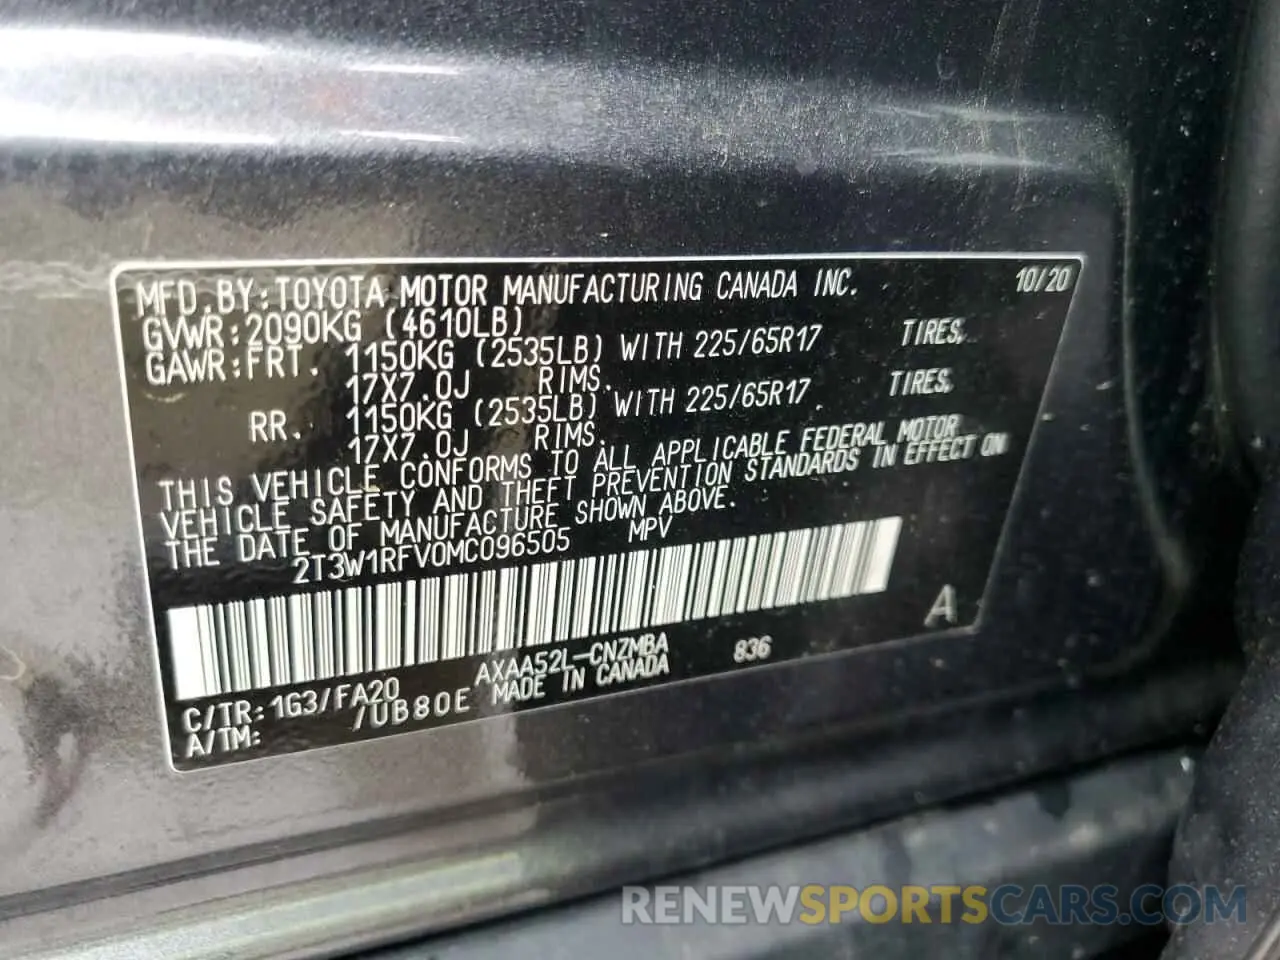 MFD.BY:TOYOTA MOTOR MANUFACTURING CANADA INC. 10/20
GVWR:2090KG (4610LB)
GAWR:FRT. 1150KG (2535LB) WITH 225/65R17 TIRES,
17X7.0J RIMS.
RR. 1150KG (2535LB) WITH 225/65R17 TIRES,
17X7.0J RIMS.
THIS VEHICLE CONFORMS TO ALL APPLICABLE FEDERAL MOTOR
VEHICLE SAFETY AND THEFT PREVENTION STANDARDS IN EFFECT ON
THE DATE OF MANUFACTURE SHOWN ABOVE.
2T3W1RFV0MC096505 MPV
A
AXAA52L-CNZMBA 836
C/TR:1G3/FA20 MADE IN CANADA
A/TM: /UB80E
RENEWSPORTSCARS.COM